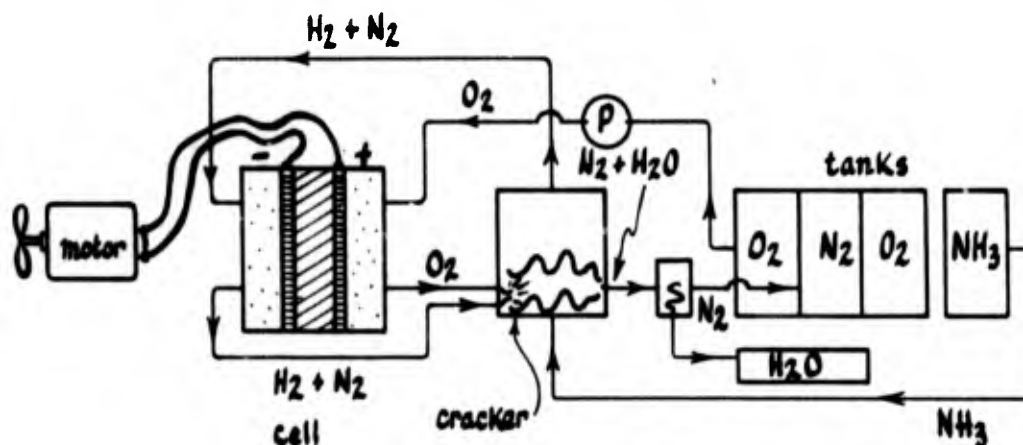 H2 + N2
O2
P
N2 + H2O
tanks
- +
motor
O2
O2 N2 O2 NH3
N2
H2O
H2 + N2
cracker
NH3
cell